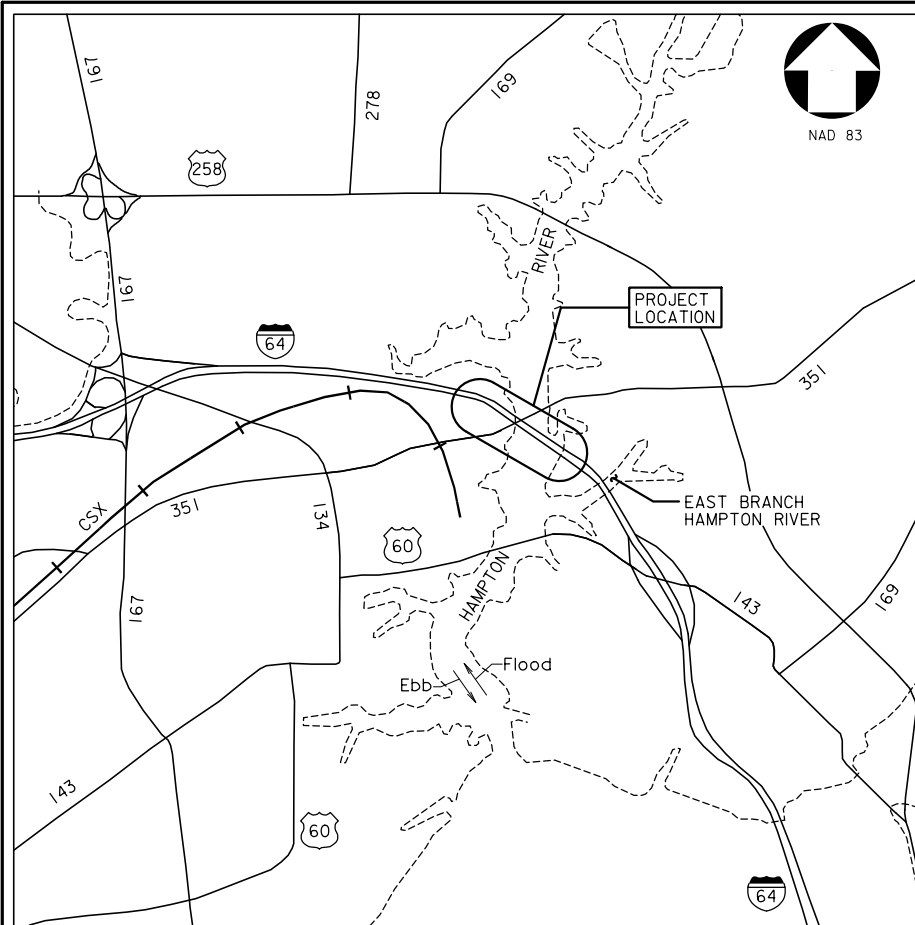 167
278
169
NAD 83
258
RIVER
167
PROJECT
LOCATION
64
351
EAST BRANCH
HAMPTON RIVER
CSX
351
134
60
HAMPTON
143
169
167
Ebb
Flood
143
60
64